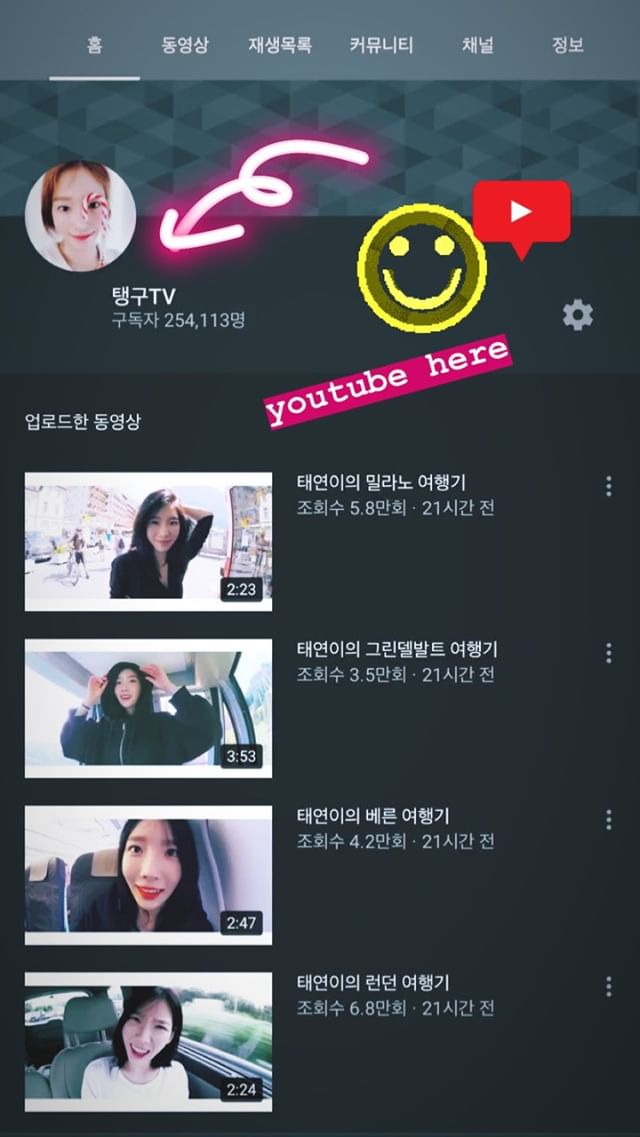 홈 동영상 재생목록 커뮤니티 채널 정보
탱구TV
구독자 254,113명
youtube here
업로드한 동영상
태연이의 밀라노 여행기
조회수 5.8만회 · 21시간 전
2:23
태연이의 그린델발트 여행기
조회수 3.5만회 · 21시간 전
3:53
태연이의 베른 여행기
조회수 4.2만회 · 21시간 전
2:47
태연이의 런던 여행기
조회수 6.8만회 · 21시간 전
2:24